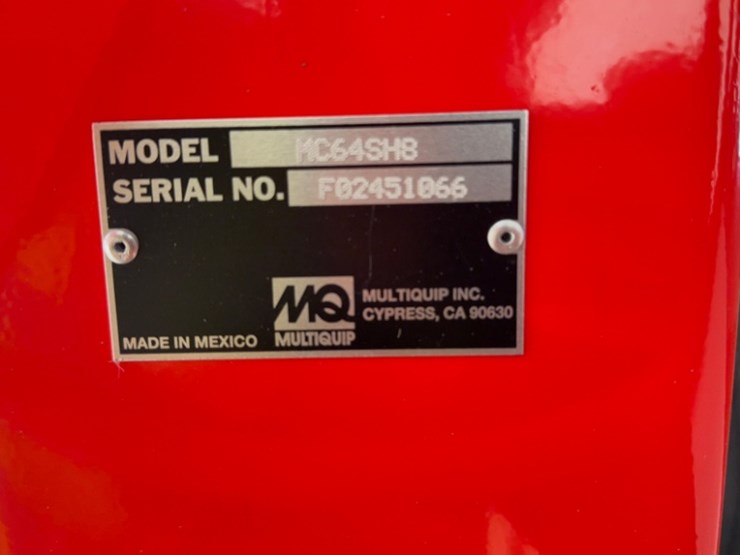 MODEL MC64SH8
SERIAL NO. F02451066
MQ
MULTIQUIP
MULTIQUIP INC.
CYPRESS, CA 90630
MADE IN MEXICO